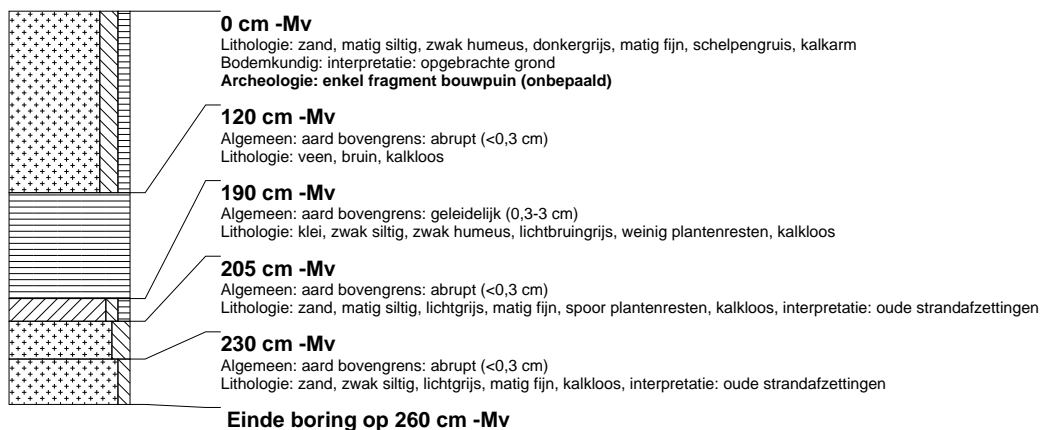 0 cm -Mv
Lithologie: zand, matig siltig, zwak humeus, donkergrijs, matig fijn, schelpengruis, kalkarm
Bodemkundig: interpretatie: opgebrachte grond
Archeologie: enkel fragment bouwpuin (onbepaald)
120 cm -Mv
Algemeen: aard bovengrens: abrupt (<0,3 cm)
Lithologie: veen, bruin, kalkloos
190 cm -Mv
Algemeen: aard bovengrens: geleidelijk (0,3-3 cm)
Lithologie: klei, zwak siltig, zwak humeus, lichtbruingrijs, weinig plantenresten, kalkloos
205 cm -Mv
Algemeen: aard bovengrens: abrupt (<0,3 cm)
Lithologie: zand, matig siltig, lichtgrijs, matig fijn, spoor plantenresten, kalkloos, interpretatie: oude strandafzettingen
230 cm -Mv
Algemeen: aard bovengrens: abrupt (<0,3 cm)
Lithologie: zand, zwak siltig, lichtgrijs, matig fijn, kalkloos, interpretatie: oude strandafzettingen
Einde boring op 260 cm -Mv